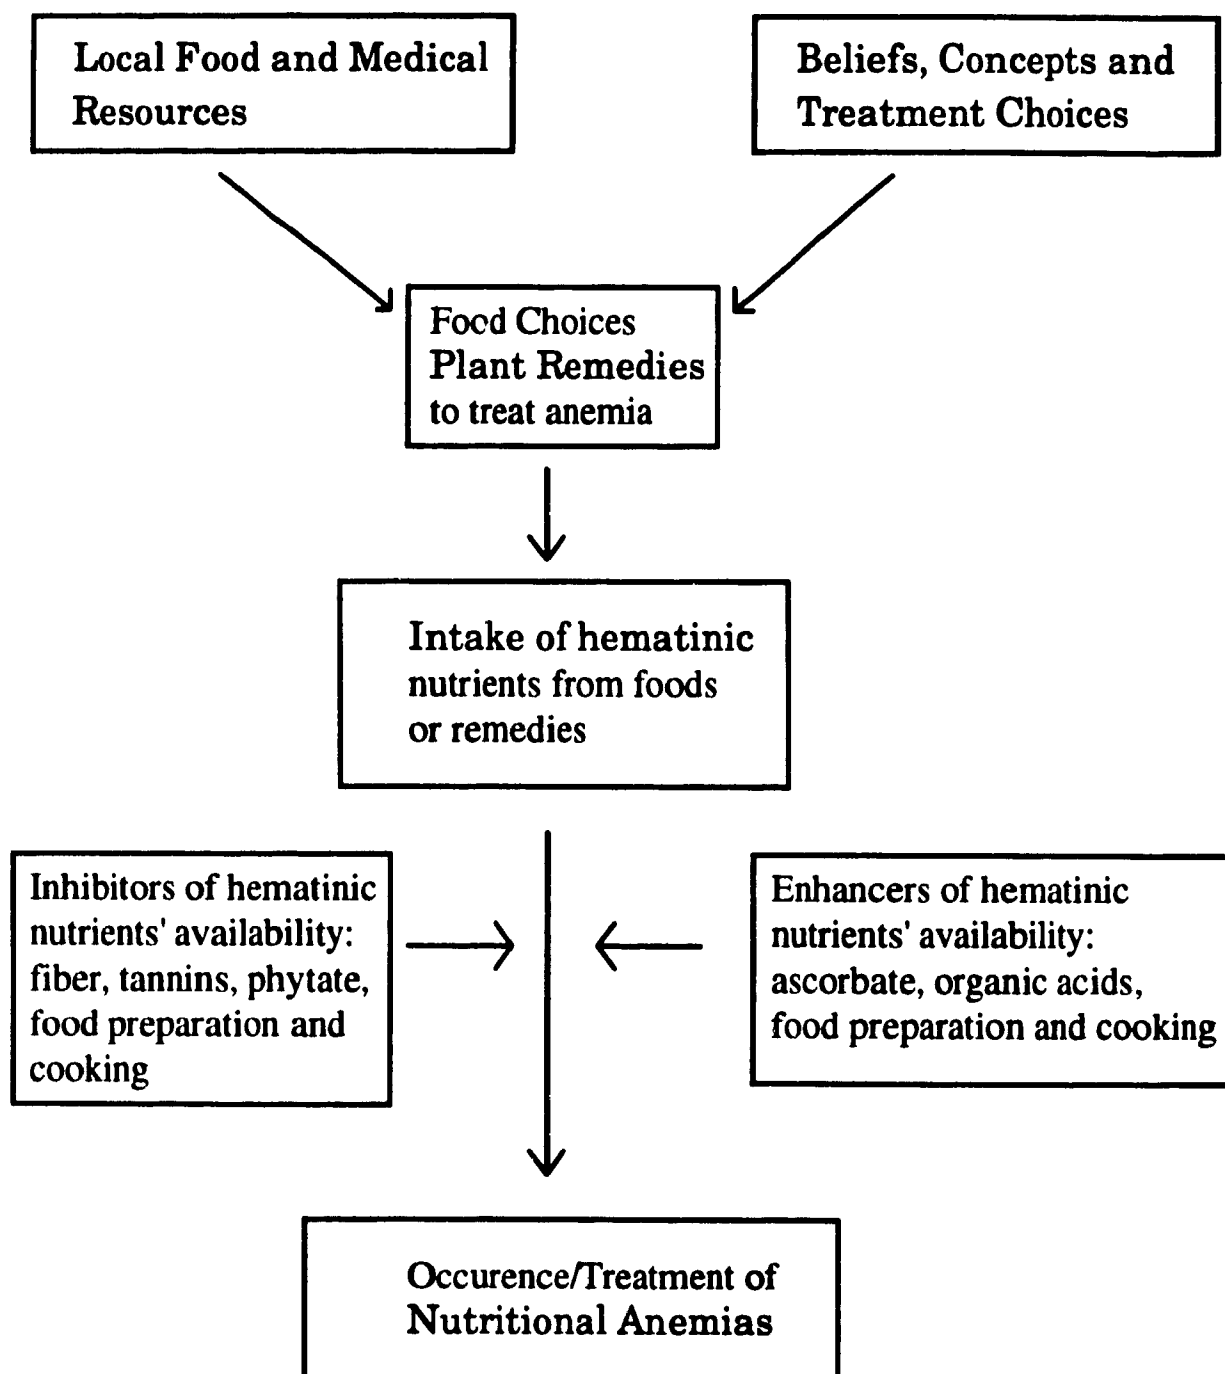 Local Food and Medical
Resources
Beliefs, Concepts and
Treatment Choices
Food Choices
Plant Remedies
to treat anemia
Intake of hematinic
nutrients from foods
or remedies
Inhibitors of hematinic
nutrients' availability:
fiber, tannins, phytate,
food preparation and
cooking
Enhancers of hematinic
nutrients' availability:
ascorbate, organic acids,
food preparation and cooking
Occurence/Treatment of
Nutritional Anemias